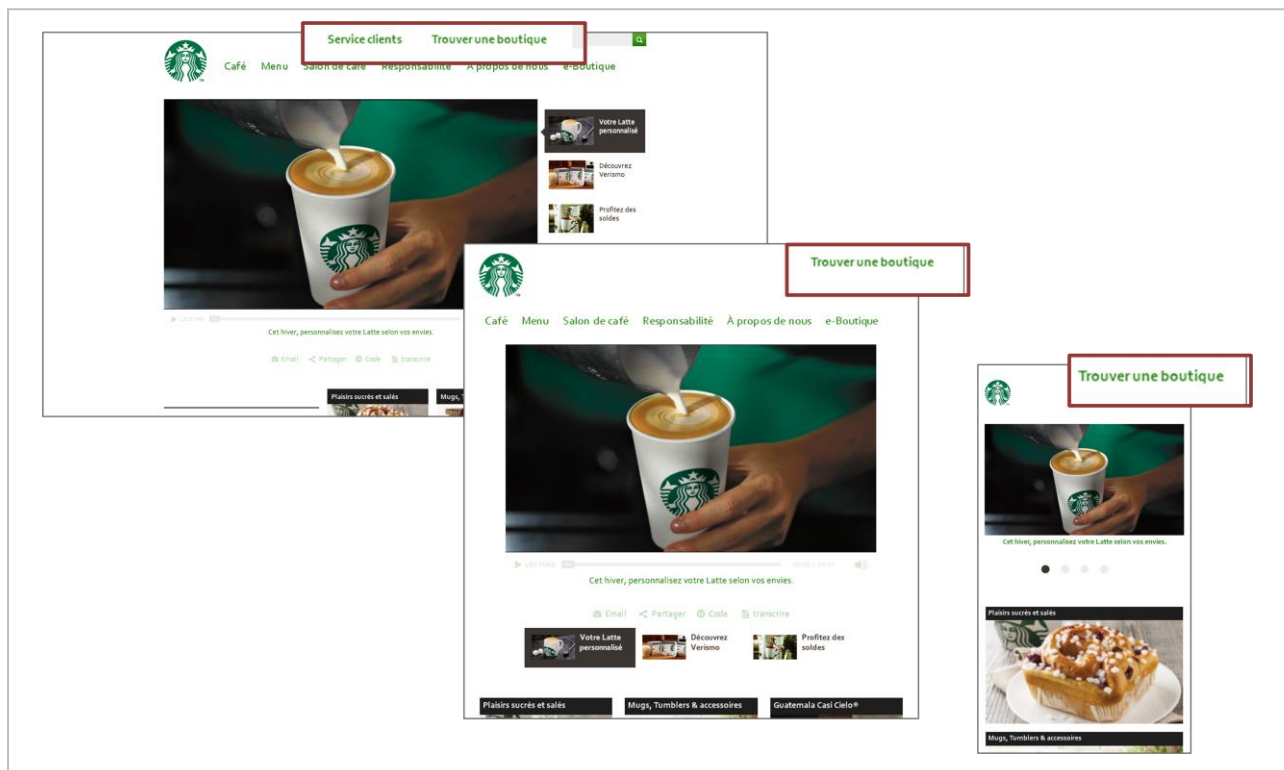 Service clients Trouver une boutique
Café Menu Salon de café Responsabilité À propos de nous e-Boutique
Votre Latte
personnalisé
Découvrez
Verismo
Profitez des
soldes
LECTURE
Cet hiver, personnalisez votre Latte selon vos envies.
Email Partager Code transcrire
Plaisirs sucrés et salés
Trouver une boutique
Café Menu Salon de café Responsabilité À propos de nous e-Boutique
LECTURE
Cet hiver, personnalisez votre Latte selon vos envies.
Email Partager Code transcrire
Votre Latte
personnalisé
Découvrez
Verismo
Profitez des
soldes
Plaisirs sucrés et salés Mugs, Tumblers & accessoires Guatemala Casi Cielo®
Trouver une boutique
Cet hiver, personnalisez votre Latte selon vos envies.
Plaisirs sucrés et salés
Mugs, Tumblers & accessoires